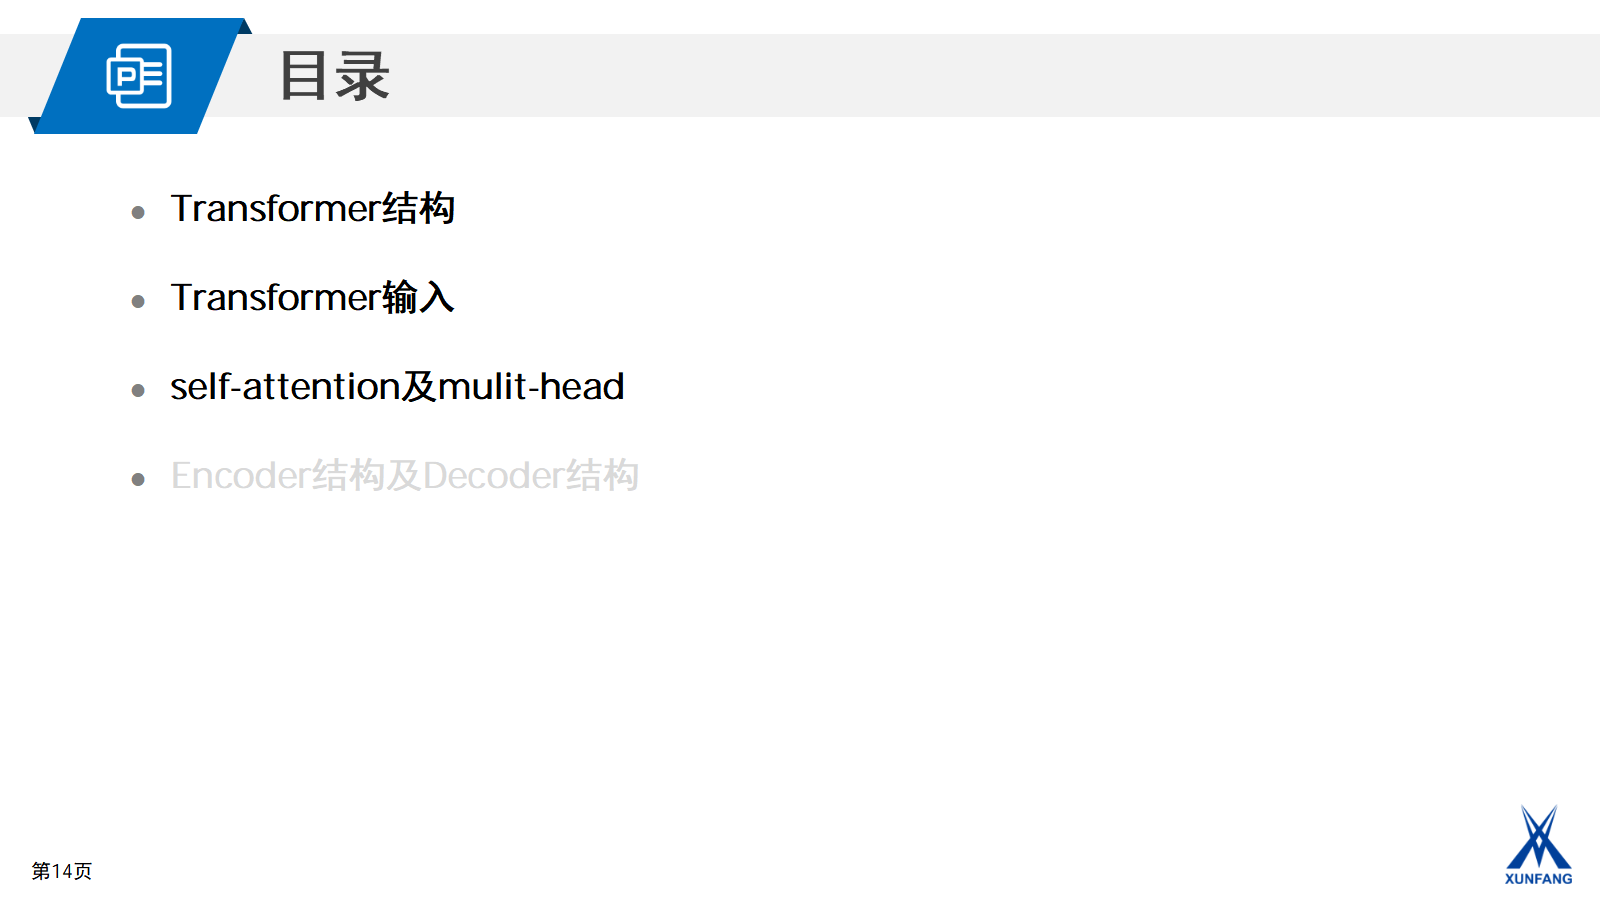 目录
Transformer结构
Transformer输入
self-attention及mulit-head
Encoder结构及Decoder结构
第14页
XUNFANG